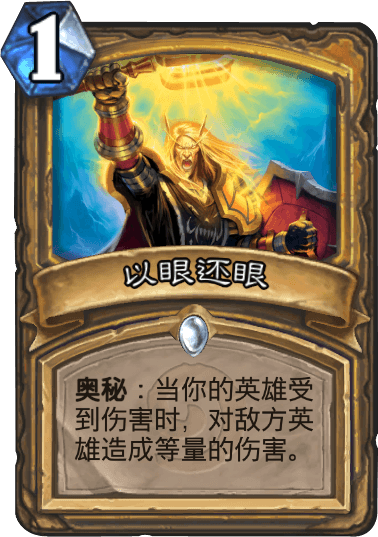 1
以眼还眼
奥秘：当你的英雄受
到伤害时，对敌方英
雄造成等量的伤害。